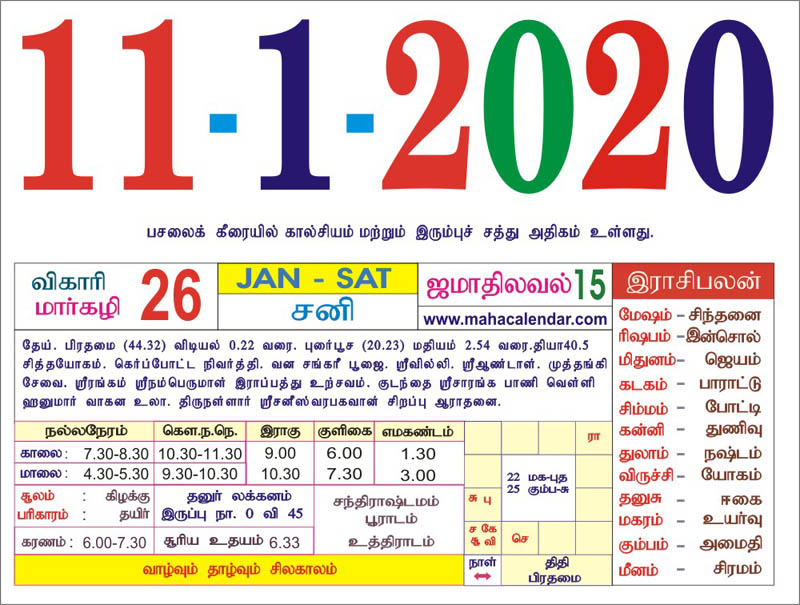 11-1-2020
பசலைக் கீரையில் கால்சியம் மற்றும் இரும்புச் சத்து அதிகம் உள்ளது.
விகாரி
மார்கழி 26
JAN - SAT
சனி
ஜமாதிலவல் 15
www.mahacalendar.com
தேய். பிரதமை (44.32) விடியல் 0.22 வரை. புனர்பூச (20.23) மதியம் 2.54 வரை.தியா40.5
சித்தயோகம். கெர்ப்போட்ட நிவர்த்தி. வன சங்கரீ பூஜை. ஸ்ரீவில்லி. ஸ்ரீஆண்டாள். முத்தங்கி
சேவை. ஸ்ரீரங்கம் ஸ்ரீநம்பெருமாள் இராப்பத்து உற்சவம். குடந்தை ஸ்ரீசாரங்க பாணி வெள்ளி
ஹனுமார் வாகன உலா. திருநள்ளார் ஸ்ரீசனீஸ்வரபகவான் சிறப்பு ஆராதனை.
நல்லநேரம் கௌ.ந.நெ. இராகு குளிகை எமகண்டம்
காலை : 7.30-8.30 10.30-11.30 9.00 6.00 1.30
மாலை : 4.30-5.30 9.30-10.30 10.30 7.30 3.00
சூலம் : கிழக்கு
பரிகாரம் : தயிர்
தனுர் லக்கனம்
இருப்பு நா. 0 வி 45
சந்திராஷ்டமம்
பூராடம்
உத்திராடம்
கரணம் : 6.00-7.30 சூரிய உதயம் 6.33
வாழ்வும் தாழ்வும் சிலகாலம்
ரா
22 மக-புத
25 கும்ப-சு
சு பு
ச கே
சூ வி
செ
நாள்
திதி
பிரதமை
இராசிபலன்
மேஷம் - சிந்தனை
ரிஷபம் - இன்சொல்
மிதுனம் - ஜெயம்
கடகம் - பாராட்டு
சிம்மம் - போட்டி
கன்னி - துணிவு
துலாம் - நஷ்டம்
விருச்சி - யோகம்
தனுசு - ஈகை
மகரம் - உயர்வு
கும்பம் - அமைதி
மீனம் - சிரமம்